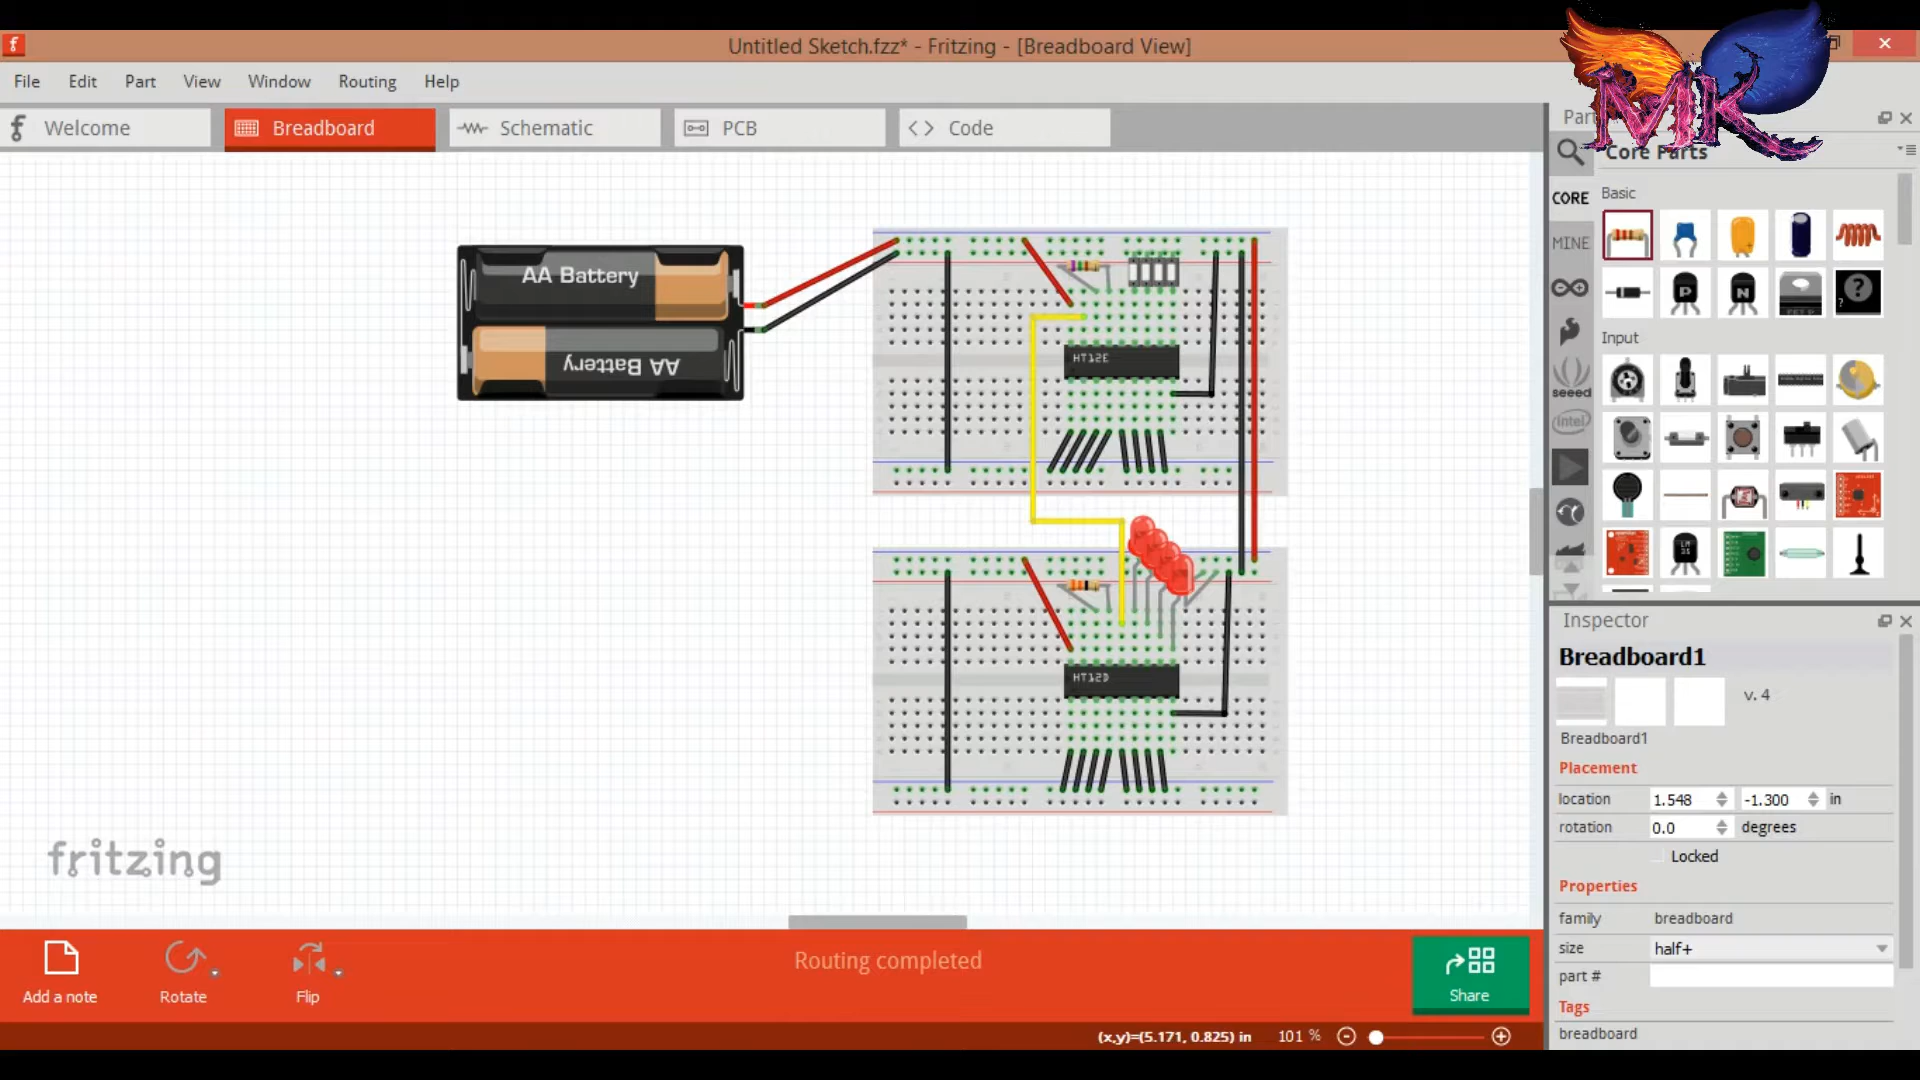 Untitled Sketch.fzz* - Fritzing - [Breadboard View]
File Edit Part View Window Routing Help
Welcome Breadboard Schematic PCB Code
MK
Core Parts
CORE
MINE
seeed
intel
Basic
P N ?
Input
LM
35
AA Battery
AA Battery
HT12E
HT12D
fritzing
Inspector
Breadboard1
v. 4
Breadboard1
Placement
location 1.548 -1.300 in
rotation 0.0 degrees
Locked
Properties
family breadboard
size half+
part #
Tags
breadboard
Routing completed
Add a note Rotate Flip Share
(x,y)=(5.171, 0.825) in 101 %